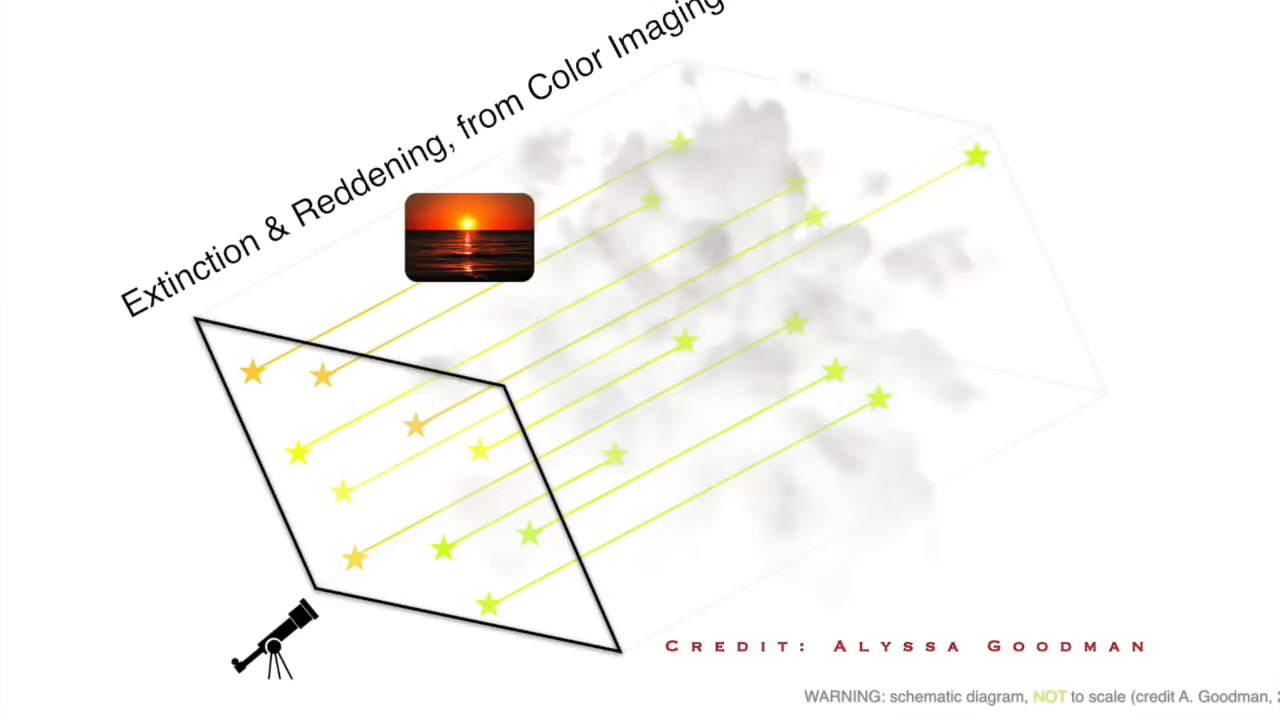 Extinction & Reddening, from Color Imaging
CREDIT: ALYSSA GOODMAN
WARNING: schematic diagram, NOT to scale (credit A. Goodman,